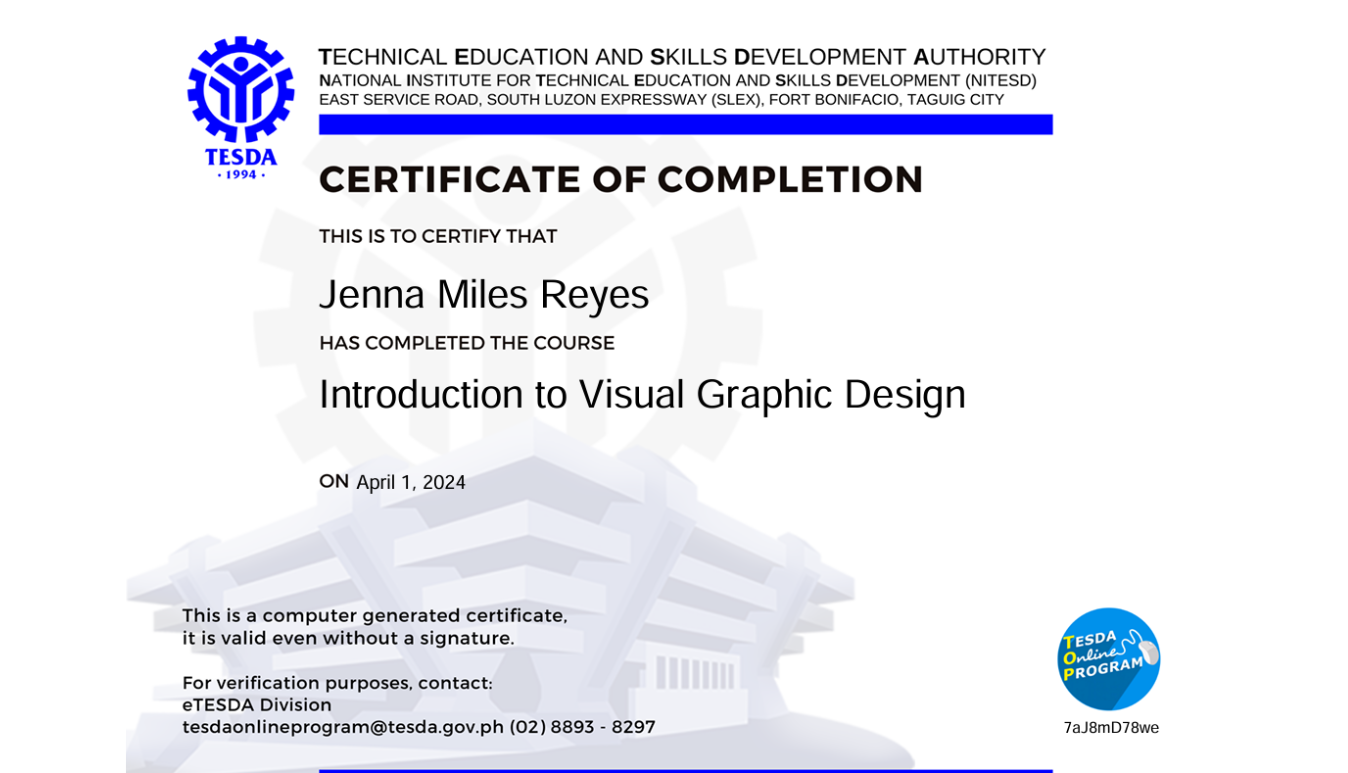 TECHNICAL EDUCATION AND SKILLS DEVELOPMENT AUTHORITY
NATIONAL INSTITUTE FOR TECHNICAL EDUCATION AND SKILLS DEVELOPMENT (NITESD)
EAST SERVICE ROAD, SOUTH LUZON EXPRESSWAY (SLEX), FORT BONIFACIO, TAGUIG CITY
TESDA
· 1994 ·
CERTIFICATE OF COMPLETION
THIS IS TO CERTIFY THAT
Jenna Miles Reyes
HAS COMPLETED THE COURSE
Introduction to Visual Graphic Design
ON April 1, 2024
This is a computer generated certificate,
it is valid even without a signature.
For verification purposes, contact:
eTESDA Division
tesdaonlineprogram@tesda.gov.ph (02) 8893 - 8297
TESDA
Online
PROGRAM
7aJ8mD78we